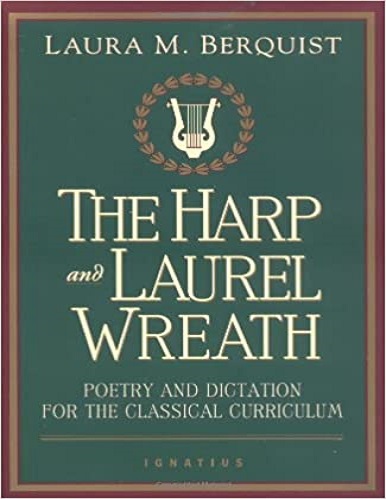 LAURA M. BERQUIST
THE HARP
and LAUREL
WREATH
POETRY AND DICTATION
FOR THE CLASSICAL CURRICULUM
IGNATIUS